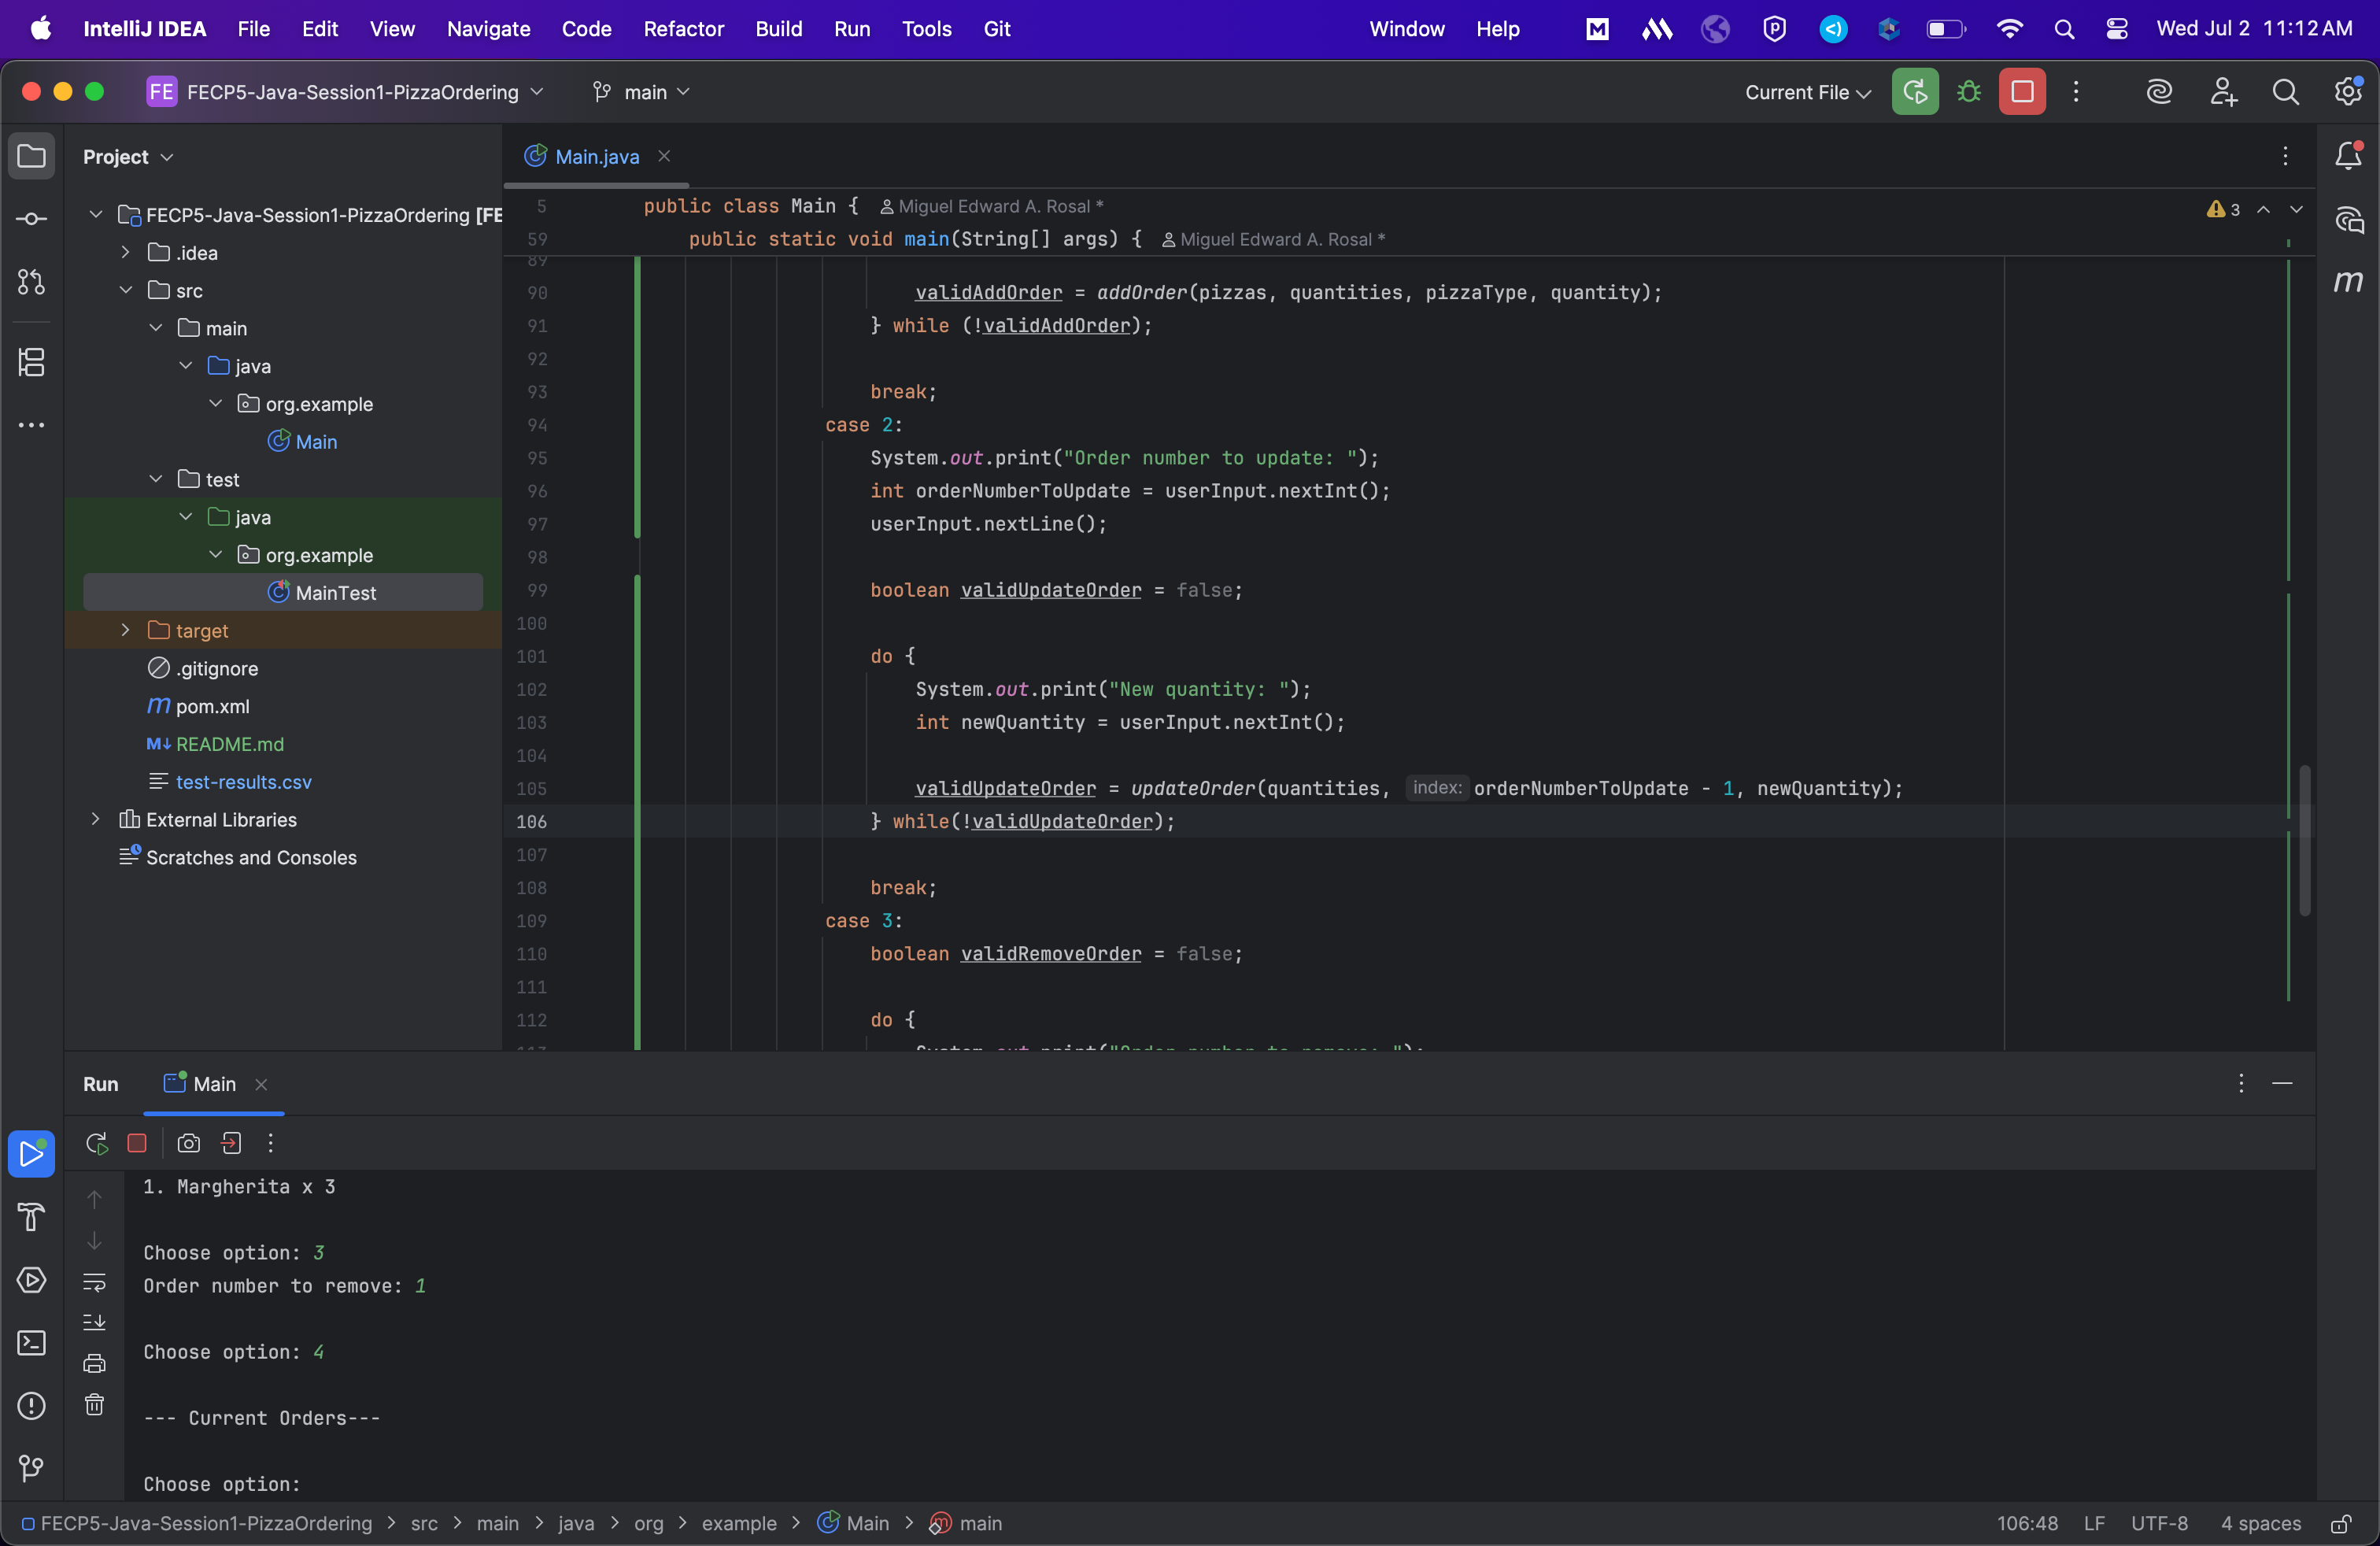 IntelliJ IDEA File Edit View Navigate Code Refactor Build Run Tools Git Window Help Wed Jul 2 11:12 AM
FE FECP5-Java-Session1-PizzaOrdering main Current File
Project
FECP5-Java-Session1-PizzaOrdering [FE
.idea
src
main
java
org.example
Main
test
java
org.example
MainTest
target
.gitignore
pom.xml
README.md
test-results.csv
External Libraries
Scratches and Consoles
Main.java
5 public class Main { Miguel Edward A. Rosal *
59 public static void main(String[] args) { Miguel Edward A. Rosal *
3
89
90 validAddOrder = addOrder(pizzas, quantities, pizzaType, quantity);
91 } while (!validAddOrder);
92
93 break;
94 case 2:
95 System.out.print("Order number to update: ");
96 int orderNumberToUpdate = userInput.nextInt();
97 userInput.nextLine();
98
99 boolean validUpdateOrder = false;
100
101 do {
102 System.out.print("New quantity: ");
103 int newQuantity = userInput.nextInt();
104
105 validUpdateOrder = updateOrder(quantities, index: orderNumberToUpdate - 1, newQuantity);
106 } while(!validUpdateOrder);
107
108 break;
109 case 3:
110 boolean validRemoveOrder = false;
111
112 do {
113 System.out.print("Order number to remove: ");
Run Main
1. Margherita x 3
Choose option: 3
Order number to remove: 1
Choose option: 4
--- Current Orders---
Choose option:
FECP5-Java-Session1-PizzaOrdering > src > main > java > org > example > Main > main 106:48 LF UTF-8 4 spaces